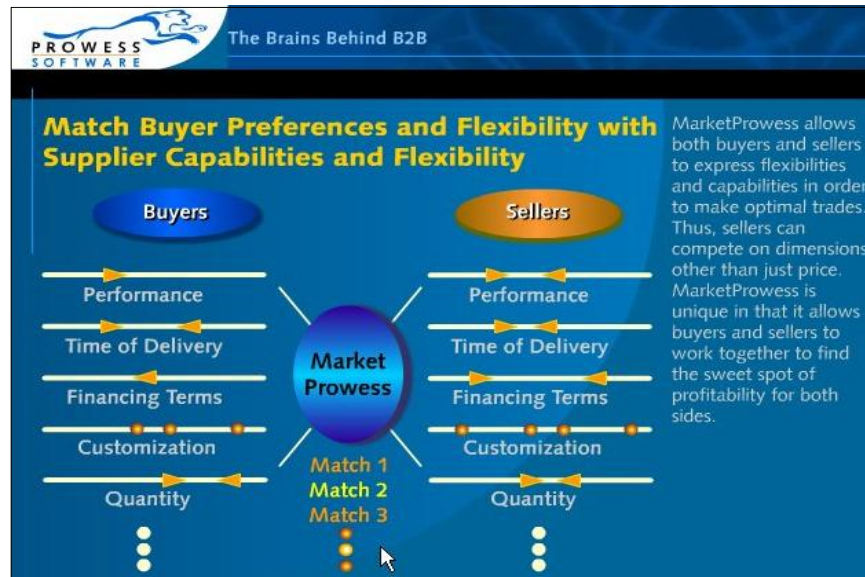 PROWESS
SOFTWARE
The Brains Behind B2B
Match Buyer Preferences and Flexibility with
Supplier Capabilities and Flexibility
Buyers
Performance
Time of Delivery
Financing Terms
Customization
Quantity
Market
Prowess
Match 1
Match 2
Match 3
Sellers
Performance
Time of Delivery
Financing Terms
Customization
Quantity
MarketProwess allows
both buyers and sellers
to express flexibilities
and capabilities in order
to make optimal trades.
Thus, sellers can
compete on dimensions
other than just price.
MarketProwess is
unique in that it allows
buyers and sellers to
work together to find
the sweet spot of
profitability for both
sides.